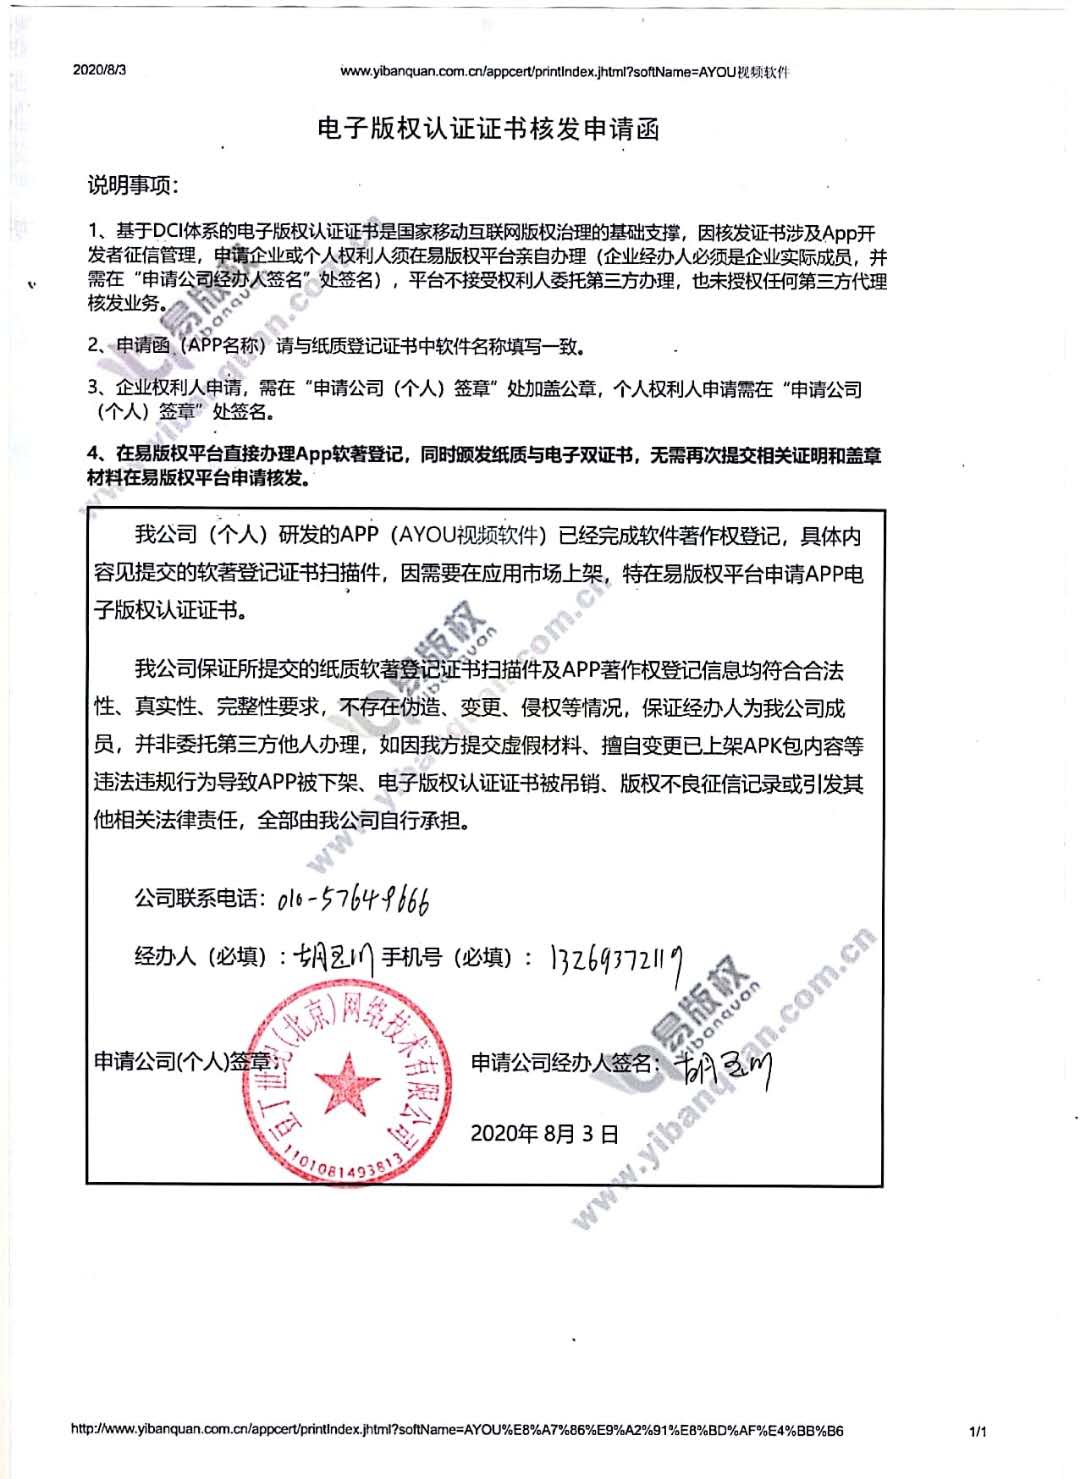 2020/8/3
www.yibanquan.com.cn/appcert/printIndex.jhtml?softName=AYOU视频软件
电子版权认证证书核发申请函
说明事项：
1、基于DCI体系的电子版权认证证书是国家移动互联网版权治理的基础支撑，因核发证书涉及App开
发者征信管理，申请企业或个人权利人须在易版权平台亲自办理（企业经办人必须是企业实际成员，并
需在“申请公司经办人签名”处签名），平台不接受权利人委托第三方办理，也未授权任何第三方代理
核发业务。
2、申请函（APP名称）请与纸质登记证书中软件名称填写一致。
3、企业权利人申请，需在“申请公司（个人）签章”处加盖公章，个人权利人申请需在“申请公司
（个人）签章”处签名。
4、在易版权平台直接办理App软著登记，同时颁发纸质与电子双证书，无需再次提交相关证明和盖章
材料在易版权平台申请核发。
易版权
yibanquan
www.yibanquan.com.cn
我公司（个人）研发的APP（AYOU视频软件）已经完成软件著作权登记，具体内
容见提交的软著登记证书扫描件，因需要在应用市场上架，特在易版权平台申请APP电
子版权认证证书。
我公司保证所提交的纸质软著登记证书扫描件及APP著作权登记信息均符合合法
性、真实性、完整性要求，不存在伪造、变更、侵权等情况，保证经办人为我公司成
员，并非委托第三方他人办理，如因我方提交虚假材料、擅自变更已上架APK包内容等
违法违规行为导致APP被下架、电子版权认证证书被吊销、版权不良征信记录或引发其
他相关法律责任，全部由我公司自行承担。
易版权
yibanquan
www.yibanquan.com.cn
公司联系电话：010-57649666
经办人（必填）：胡玉川 手机号（必填）：13269372119
申请公司(个人)签章： 申请公司经办人签名：胡玉川
豆丁世纪(北京)网络技术有限公司
1101081493813
2020年 8月 3 日
易版权
yibanquan
www.yibanquan.com.cn
http://www.yibanquan.com.cn/appcert/printIndex.jhtml?softName=AYOU%E8%A7%86%E9%A2%91%E8%BD%AF%E4%BB%B6 1/1